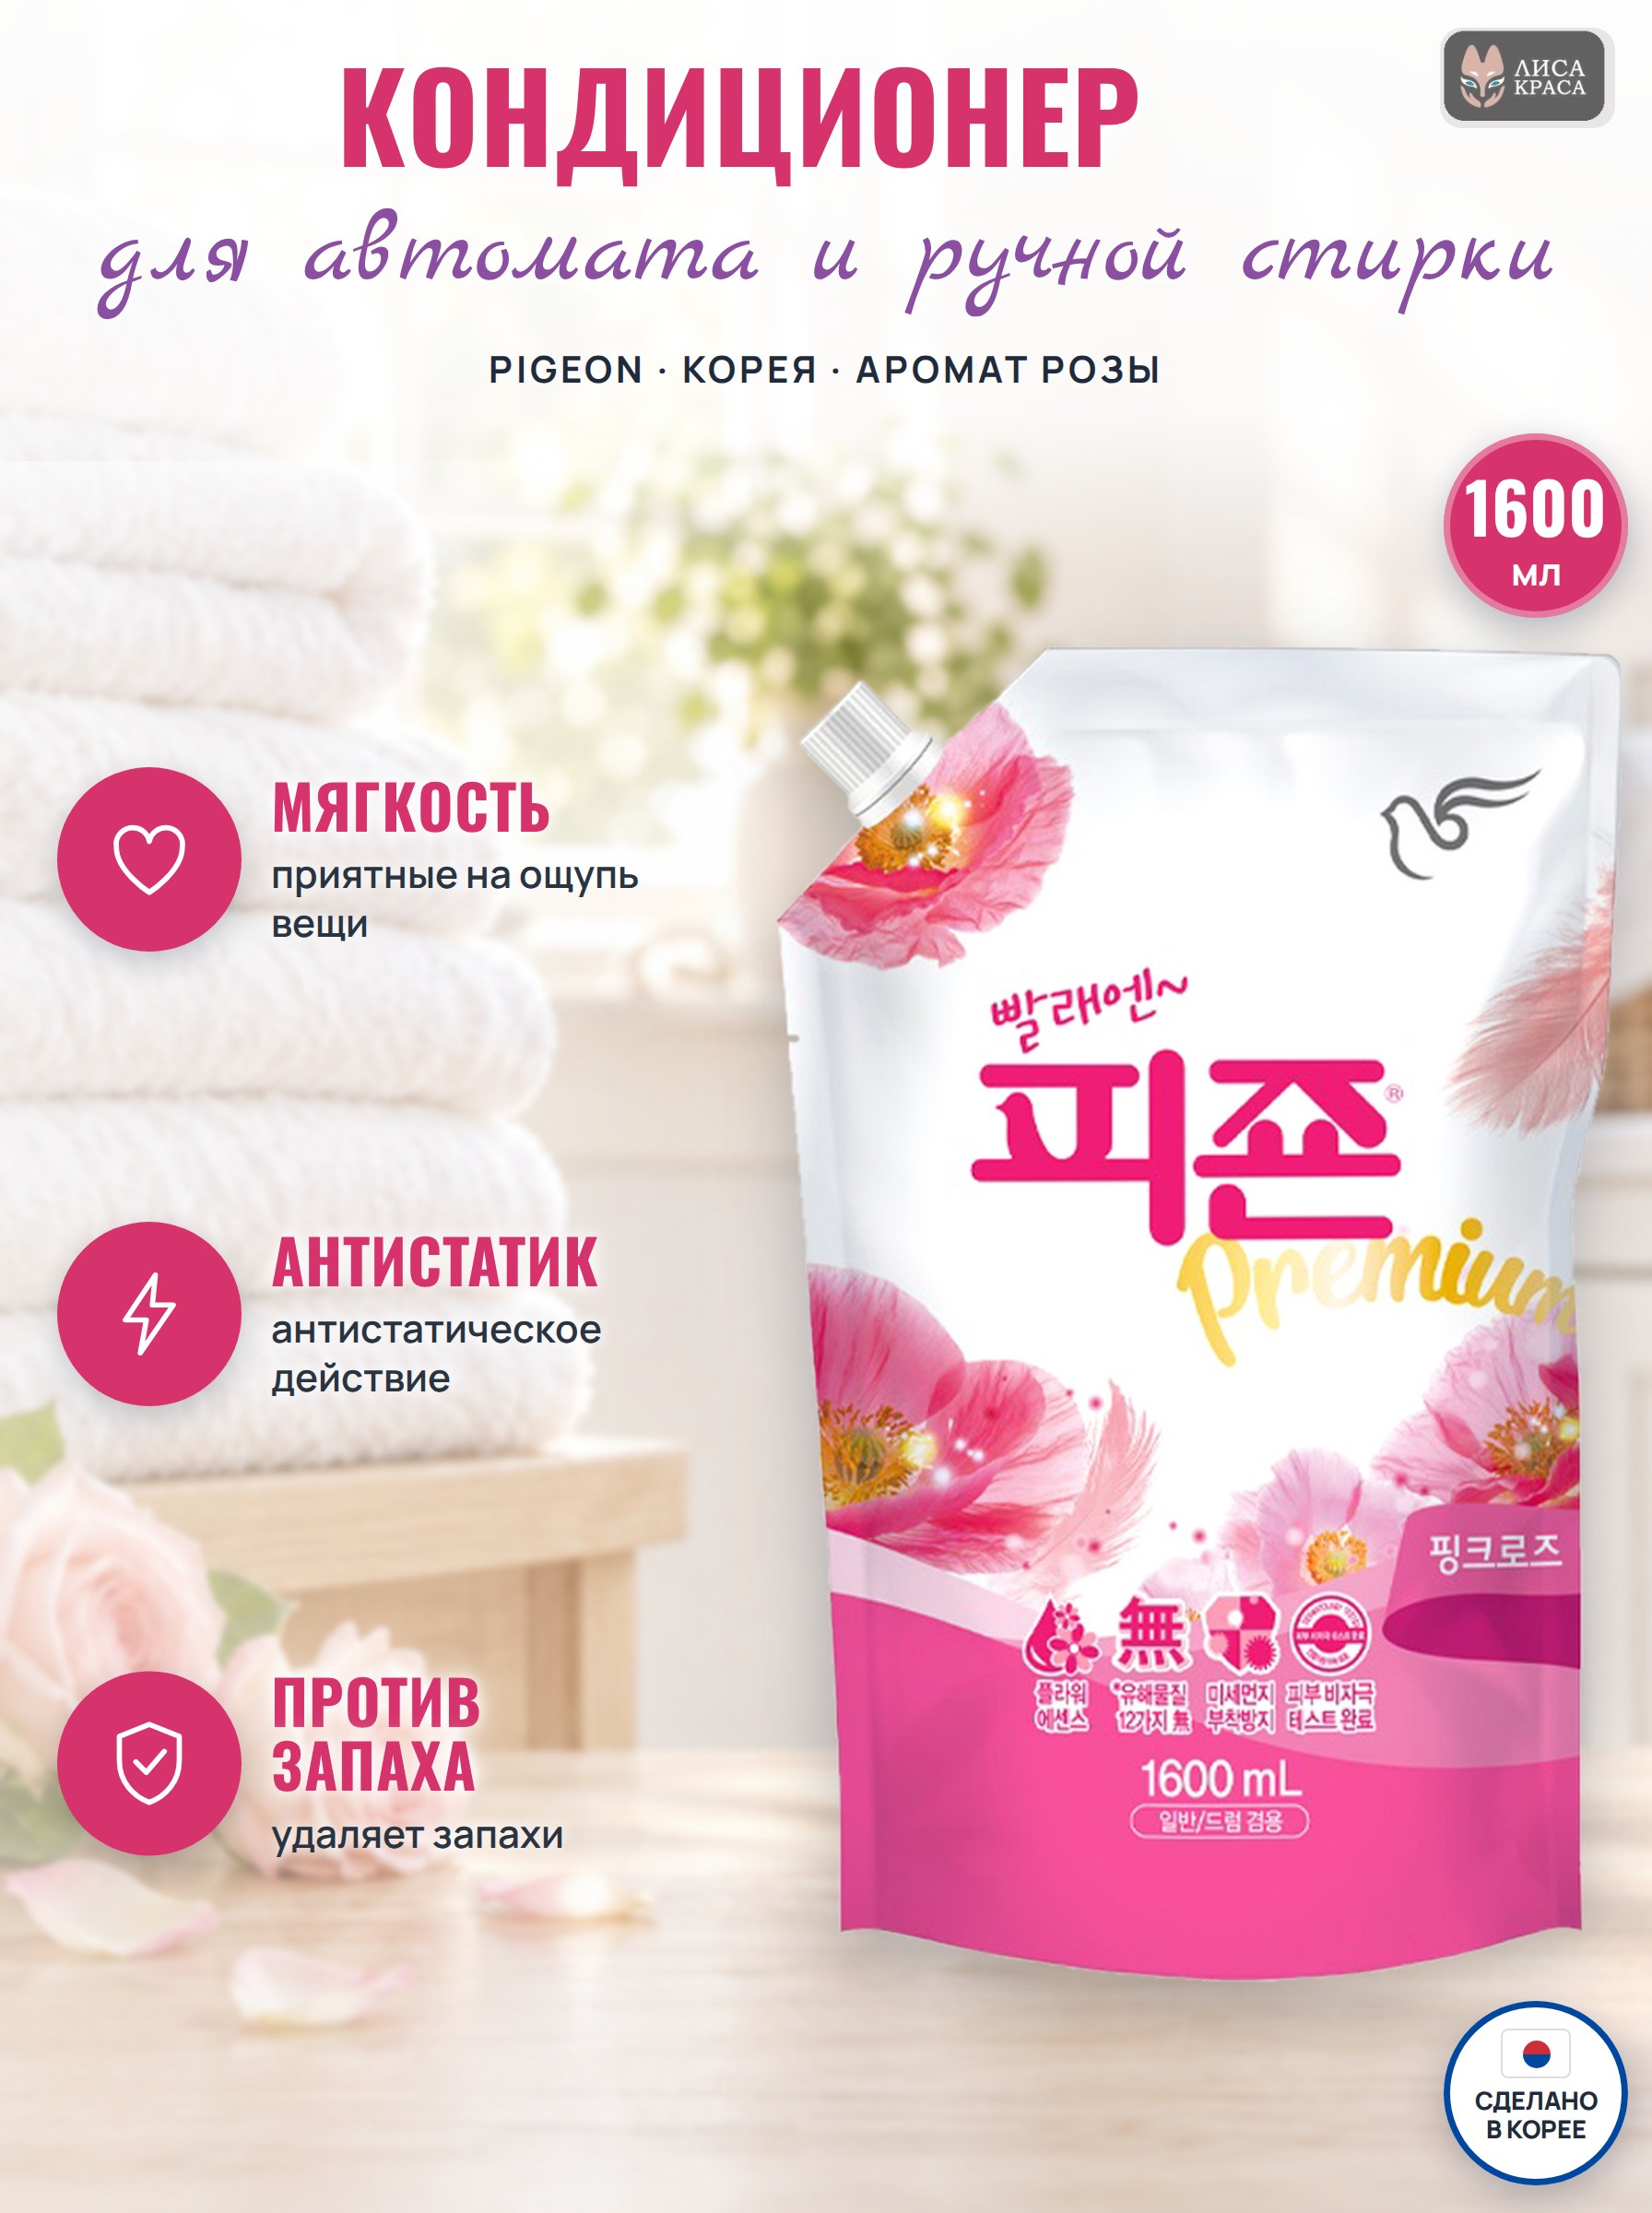 КОНДИЦИОНЕР
ЛИСА
КРАСА
для автомата и ручной стирки
PIGEON · КОРЕЯ · АРОМАТ РОЗЫ
1600
МЛ
МЯГКОСТЬ
приятные на ощупь
вещи
АНТИСТАТИК
антистатическое
действие
ПРОТИВ
ЗАПАХА
удаляет запахи
빨래엔~
피죤®
Premium
핑크로즈
無
플라워
에센스
*유해물질
12가지 無
미세먼지
부착방지
피부 비자극
테스트 완료
1600 mL
일반/드럼 겸용
СДЕЛАНО
В КОРЕЕ